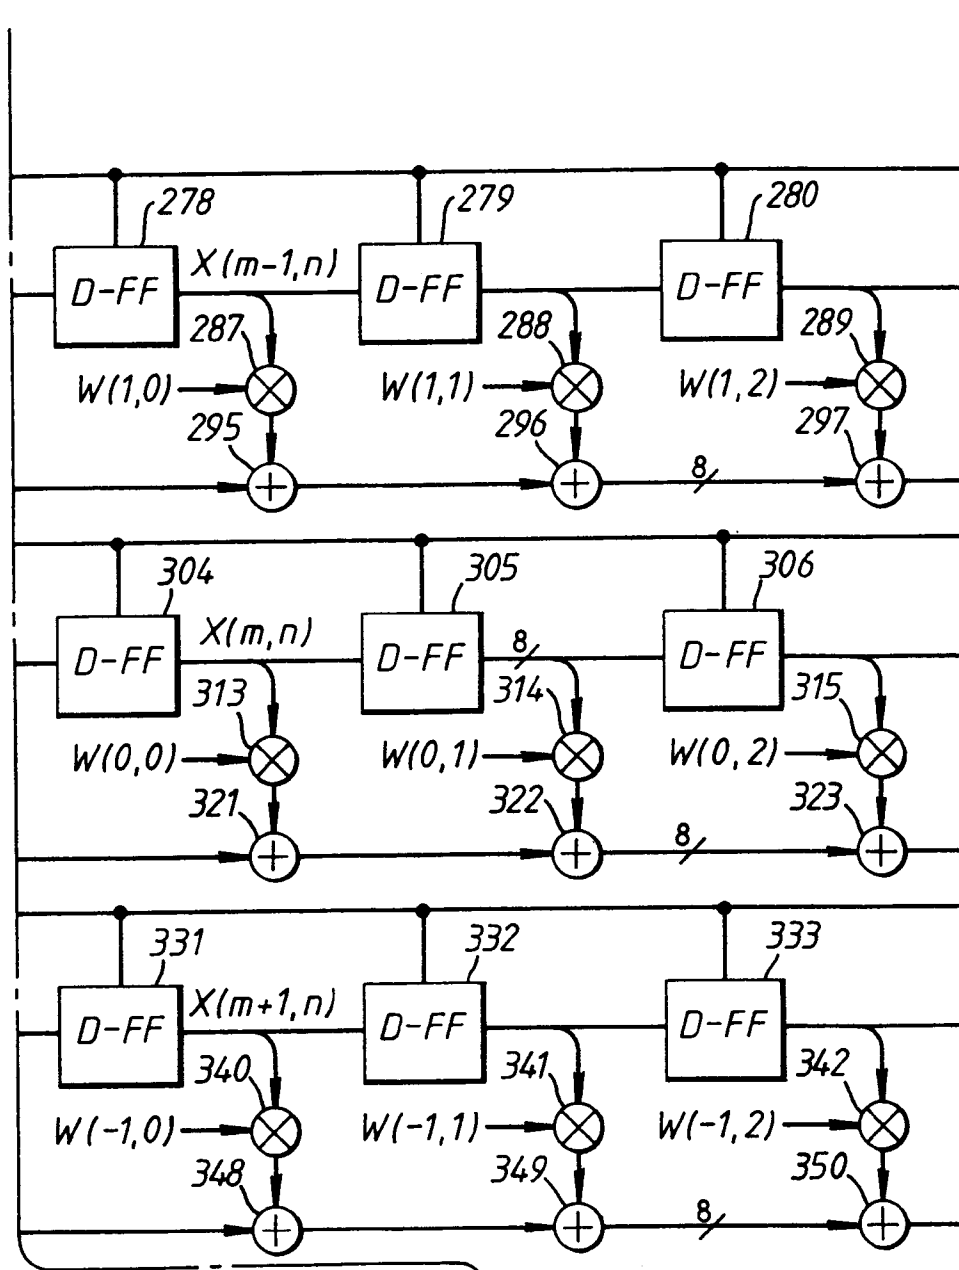 278 279 280
X(m-1,n)
D-FF D-FF D-FF
287 288 289
W(1,0) W(1,1) W(1,2)
295 296 297
8
304 305 306
X(m,n) 8
D-FF D-FF D-FF
313 314 315
W(0,0) W(0,1) W(0,2)
321 322 323
8
331 332 333
X(m+1,n)
D-FF D-FF D-FF
340 341 342
W(-1,0) W(-1,1) W(-1,2)
348 349 350
8